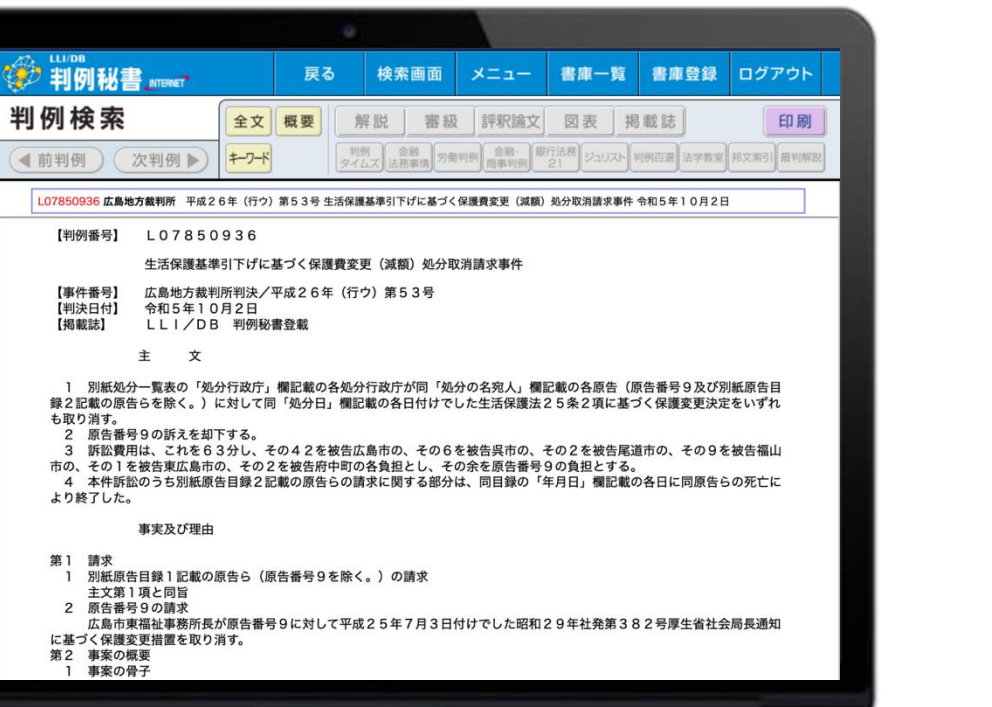 LLI/DB
判例秘書 INTERNET
戻る 検索画面 メニュー 書庫一覧 書庫登録 ログアウト
判例検索
全文 概要 解説 審級 評釈論文 図表 掲載誌 印刷
前判例 次判例 キーワード 判例タイムズ 金融法務事情 労働判例 金融・商事判例 銀行法務21 ジュリスト 判例百選 法学教室 邦文索引 最判解説
L07850936 広島地方裁判所 平成26年（行ウ）第53号 生活保護基準引下げに基づく保護費変更（減額）処分取消請求事件 令和5年10月2日
【判例番号】 L07850936
生活保護基準引下げに基づく保護費変更（減額）処分取消請求事件
【事件番号】 広島地方裁判所判決／平成26年（行ウ）第53号
【判決日付】 令和5年10月2日
【掲載誌】 LLI／DB 判例秘書登載
主 文
1 別紙処分一覧表の「処分行政庁」欄記載の各処分行政庁が同「処分の名宛人」欄記載の各原告（原告番号9及び別紙原告目
録2記載の原告らを除く。）に対して同「処分日」欄記載の各日付けでした生活保護法25条2項に基づく保護変更決定をいずれ
も取り消す。
2 原告番号9の訴えを却下する。
3 訴訟費用は、これを63分し、その42を被告広島市の、その6を被告呉市の、その2を被告尾道市の、その9を被告福山
市の、その1を被告東広島市の、その2を被告府中町の各負担とし、その余を原告番号9の負担とする。
4 本件訴訟のうち別紙原告目録2記載の原告らの請求に関する部分は、同目録の「年月日」欄記載の各日に同原告らの死亡に
より終了した。
事実及び理由
第1 請求
1 別紙原告目録1記載の原告ら（原告番号9を除く。）の請求
主文第1項と同旨
2 原告番号9の請求
広島市東福祉事務所長が原告番号9に対して平成25年7月3日付けでした昭和29年社発第382号厚生省社会局長通知
に基づく保護変更措置を取り消す。
第2 事案の概要
1 事案の骨子